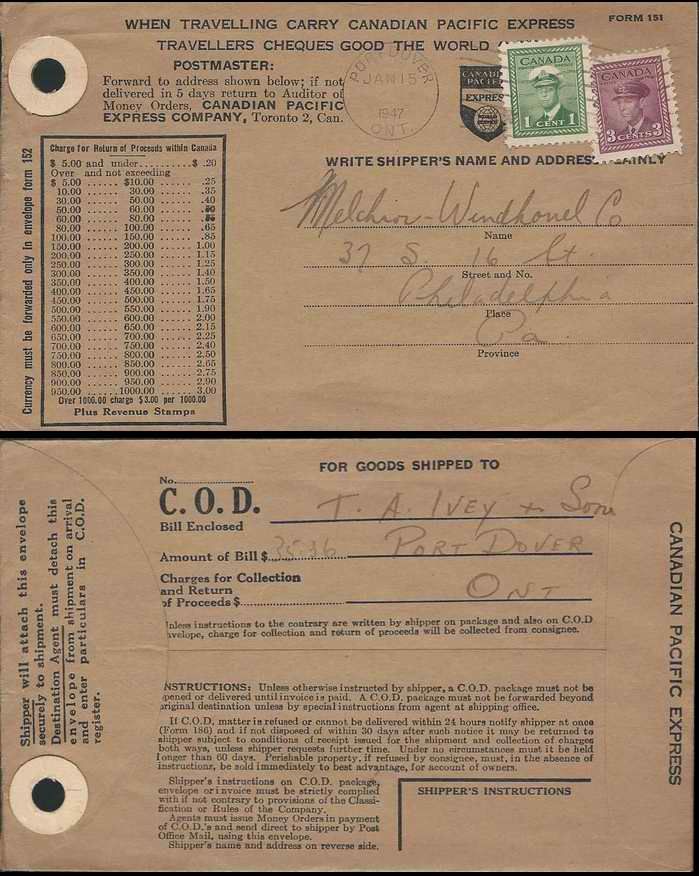 WHEN TRAVELLING CARRY CANADIAN PACIFIC EXPRESS
FORM 151
TRAVELLERS CHEQUES GOOD THE WORLD
POSTMASTER:
Forward to address shown below; if not
delivered in 5 days return to Auditor of
Money Orders, CANADIAN PACIFIC
EXPRESS COMPANY, Toronto 2, Can.
PORT DOVER
JAN 15
1947
ONT.
CANADI
PACIF
EXPRES
WORLD
SERVICE
CANADA
1 CENT 1
CANADA
3 CENTS 3
WRITE SHIPPER'S NAME AND ADDRESS PLAINLY
Melchior-Windhovel Co
Name
37 S. 16 St.
Street and No.
Philadelphia
Place
Pa.
Province
Currency must be forwarded only in envelope form 152
Charge for Return of Proceeds within Canada
$ 5.00 and under........$ .20
Over and not exceeding
$ 5.00 ...... $10.00 ...... .25
10.00 ...... 30.00 ...... .35
30.00 ...... 50.00 ...... .40
50.00 ...... 60.00 ......
60.00 ...... 80.00 ......
80.00 ...... 100.00 ...... .65
100.00 ...... 150.00 ...... .85
150.00 ...... 200.00 ...... 1.00
200.00 ...... 250.00 ...... 1.15
250.00 ...... 300.00 ...... 1.25
300.00 ...... 350.00 ...... 1.40
350.00 ...... 400.00 ...... 1.50
400.00 ...... 450.00 ...... 1.65
450.00 ...... 500.00 ...... 1.75
500.00 ...... 550.00 ...... 1.90
550.00 ...... 600.00 ...... 2.00
600.00 ...... 650.00 ...... 2.15
650.00 ...... 700.00 ...... 2.25
700.00 ...... 750.00 ...... 2.40
750.00 ...... 800.00 ...... 2.50
800.00 ...... 850.00 ...... 2.65
850.00 ...... 900.00 ...... 2.75
900.00 ...... 950.00 ...... 2.90
950.00 ...... 1000.00 ...... 3.00
Over 1000.00 charge $3.00 per 1000.00
Plus Revenue Stamps
FOR GOODS SHIPPED TO
No.
C.O.D.
Bill Enclosed
T. A. IVEY + Sons
Amount of Bill $ 35.36
PORT DOVER
Charges for Collection
and Return
of Proceeds $
ONT
Unless instructions to the contrary are written by shipper on package and also on C.O.D
nvelope, charge for collection and return of proceeds will be collected from consignee.
Shipper will attach this envelope
securely to shipment.
Destination Agent must detach this
envelope from shipment on arrival
and enter particulars in C.O.D.
register.
CANADIAN PACIFIC EXPRESS
INSTRUCTIONS: Unless otherwise instructed by shipper, a C.O.D. package must not be
opened or delivered until invoice is paid. A C.O.D. package must not be forwarded beyond
original destination unless by special instructions from agent at shipping office.
If C.O.D. matter is refused or cannot be delivered within 24 hours notify shipper at once
(Form 186) and if not disposed of within 30 days after such notice it may be returned to
shipper subject to conditions of receipt issued for the shipment and collection of charges
both ways, unless shipper requests further time. Under no circumstances must it be held
longer than 60 days. Perishable property, if refused by consignee, must, in the absence of
instructions, be sold immediately to best advantage, for account of owners.
Shipper's instructions on C.O.D. package,
envelope or invoice must be strictly complied
with if not contrary to provisions of the Classi-
fication or Rules of the Company.
Agents must issue Money Orders in payment
of C.O.D.'s and send direct to shipper by Post
Office Mail, using this envelope.
Shipper's name and address on reverse side.
SHIPPER'S INSTRUCTIONS